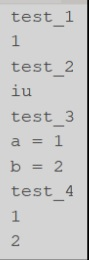 test_1
1
test_2
iu
test_3
a = 1
b = 2
test_4
1
2